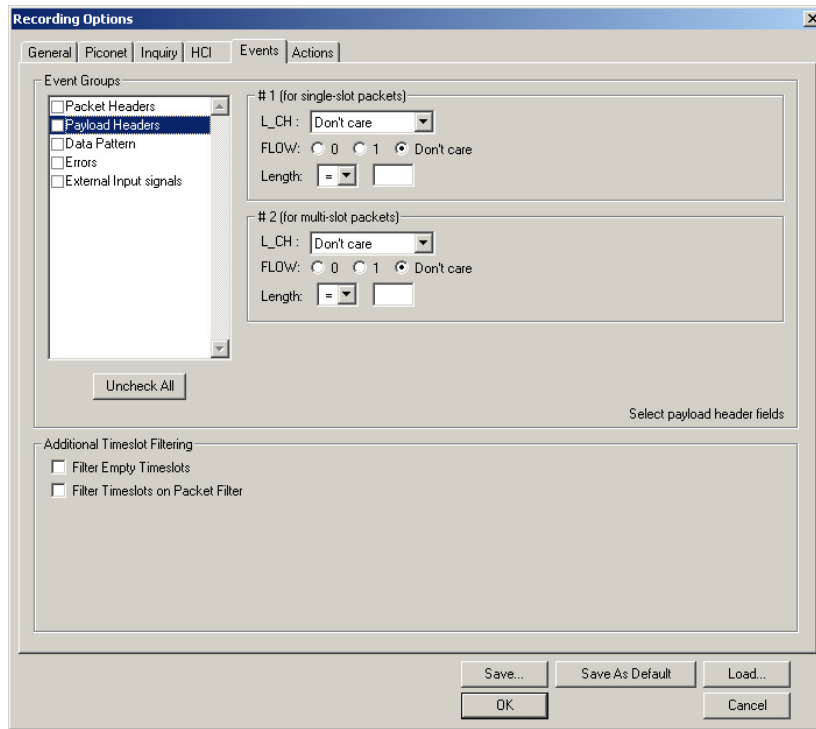 Recording Options
General Piconet Inquiry HCI Events Actions
Event Groups
Packet Headers
Payload Headers
Data Pattern
Errors
External Input signals
Uncheck All
# 1 (for single-slot packets)
L_CH : Don't care
FLOW: 0 1 Don't care
Length: =
# 2 (for multi-slot packets)
L_CH : Don't care
FLOW: 0 1 Don't care
Length: =
Select payload header fields
Additional Timeslot Filtering
Filter Empty Timeslots
Filter Timeslots on Packet Filter
Save... Save As Default Load...
OK Cancel